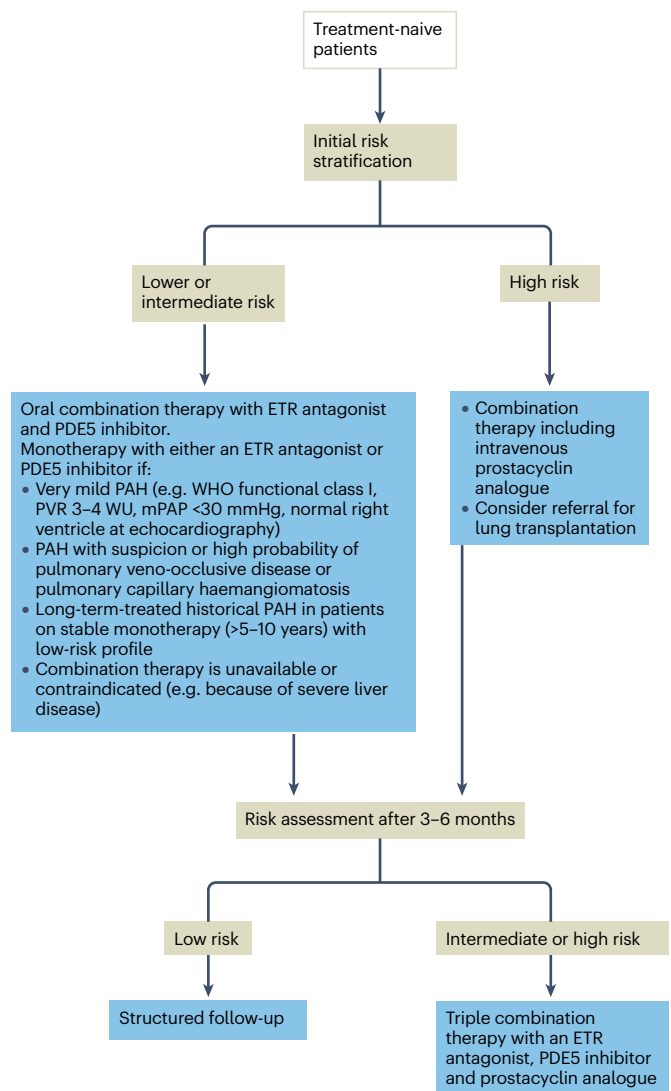 Treatment-naive
patients
Initial risk
stratification
Lower or
intermediate risk
High risk
Oral combination therapy with ETR antagonist
and PDE5 inhibitor.
Monotherapy with either an ETR antagonist or
PDE5 inhibitor if:
• Very mild PAH (e.g. WHO functional class I,
PVR 3–4 WU, mPAP <30 mmHg, normal right
ventricle at echocardiography)
• PAH with suspicion or high probability of
pulmonary veno-occlusive disease or
pulmonary capillary haemangiomatosis
• Long-term-treated historical PAH in patients
on stable monotherapy (>5–10 years) with
low-risk profile
• Combination therapy is unavailable or
contraindicated (e.g. because of severe liver
disease)
• Combination
therapy including
intravenous
prostacyclin
analogue
• Consider referral for
lung transplantation
Risk assessment after 3–6 months
Low risk
Intermediate or high risk
Structured follow-up
Triple combination
therapy with an ETR
antagonist, PDE5 inhibitor
and prostacyclin analogue